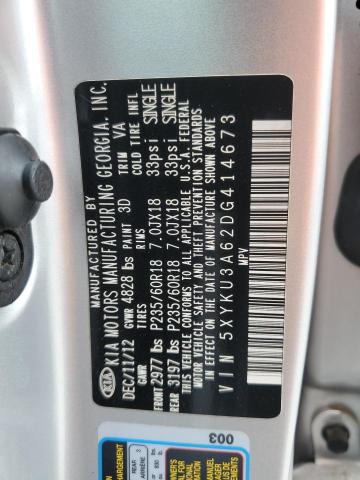 KIA
MANUFACTURED BY
KIA MOTORS MANUFACTURING GEORGIA, INC.
DEC/11/12 PAINT 3D TRIM VA
GVWR 4828 lbs
GAWR TIRES RIMS COLD TIRE INFL
FRONT 2977 lbs P235/60R18 7.0JX18 33psi SINGLE
REAR 3197 lbs P235/60R18 7.0JX18 33psi SINGLE
THIS VEHICLE CONFORMS TO ALL APPLICABLE U.S.A. FEDERAL
MOTOR VEHICLE SAFETY, BUMPER, AND THEFT
PREVENTION STANDARDS IN EFFECT ON THE DATE OF
MANUFACTURE SHOWN ABOVE
VIN 5XYKU3A62DG414673
MPV
003